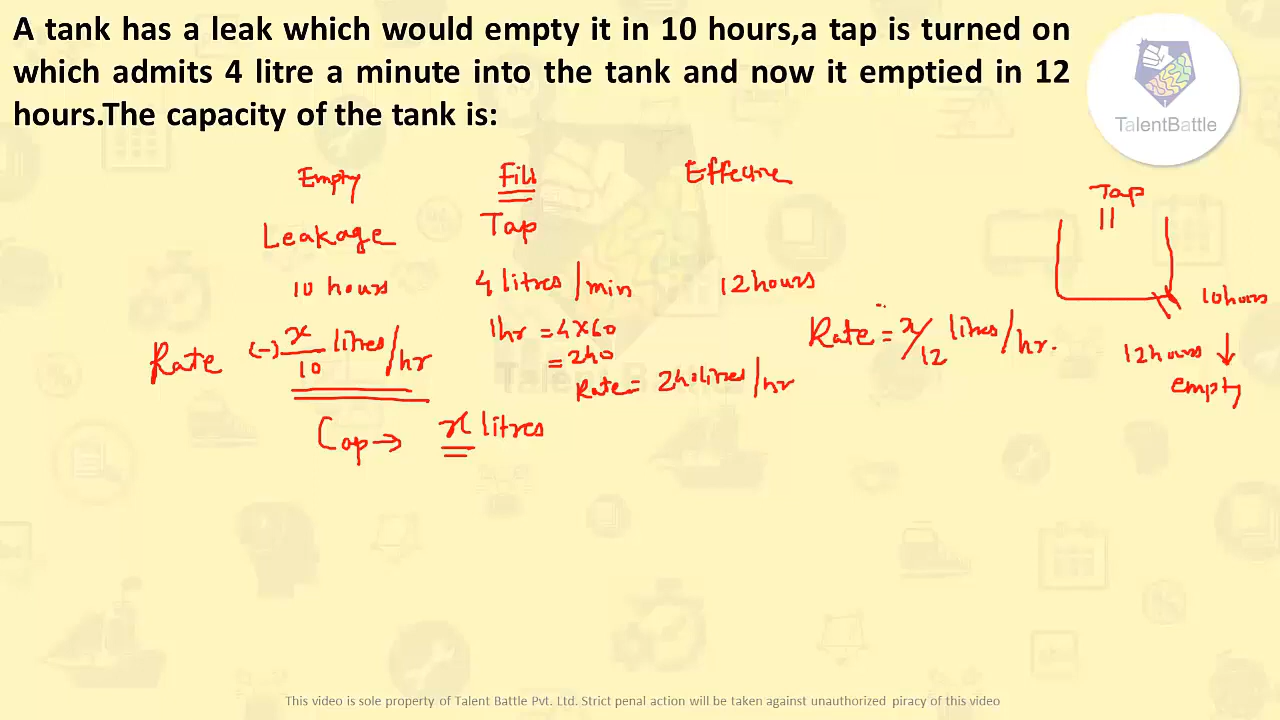 A tank has a leak which would empty it in 10 hours,a tap is turned on
which admits 4 litre a minute into the tank and now it emptied in 12
hours.The capacity of the tank is:
TalentBattle
Empty Fill Effective
Leakage Tap
10 hours 4 litres/min 12 hours
Rate (-) x/10 litres/hr
1hr = 4×60
= 240
Rate = 240 litres/hr
Rate = x/12 litres/hr.
Cap → x litres
Tap
10 hours
12 hours ↓
empty
This video is sole property of Talent Battle Pvt. Ltd. Strict penal action will be taken against unauthorized piracy of this video